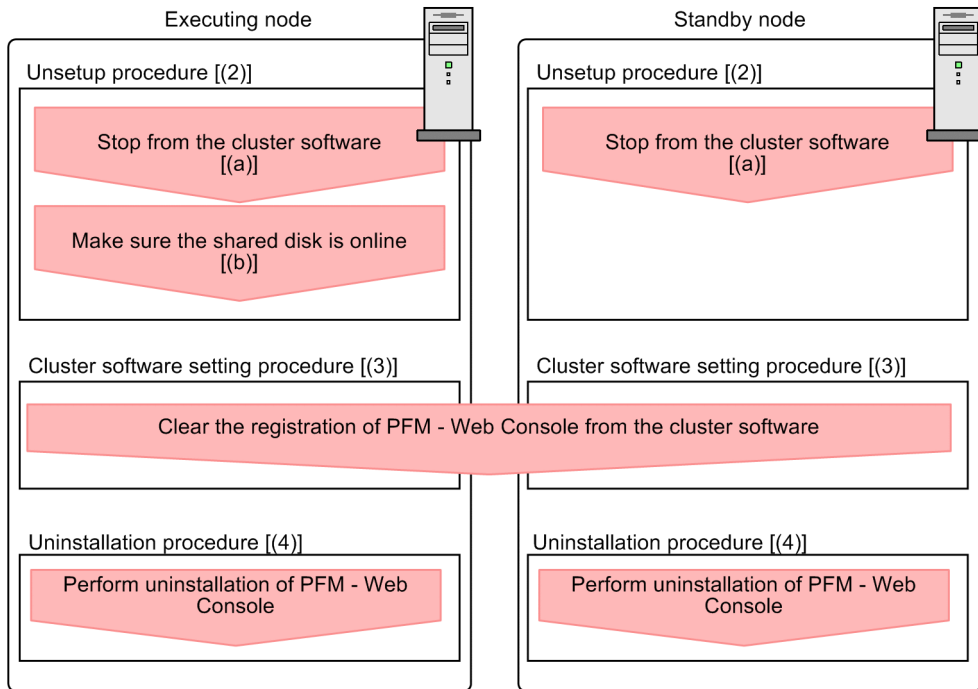 Executing node
Unsetup procedure [(2)]
Stop from the cluster software
[(a)]
Make sure the shared disk is online
[(b)]
Cluster software setting procedure [(3)]
Standby node
Unsetup procedure [(2)]
Stop from the cluster software
[(a)]
Cluster software setting procedure [(3)]
Clear the registration of PFM - Web Console from the cluster software
Uninstallation procedure [(4)]
Perform uninstallation of PFM - Web
Console
Uninstallation procedure [(4)]
Perform uninstallation of PFM - Web
Console